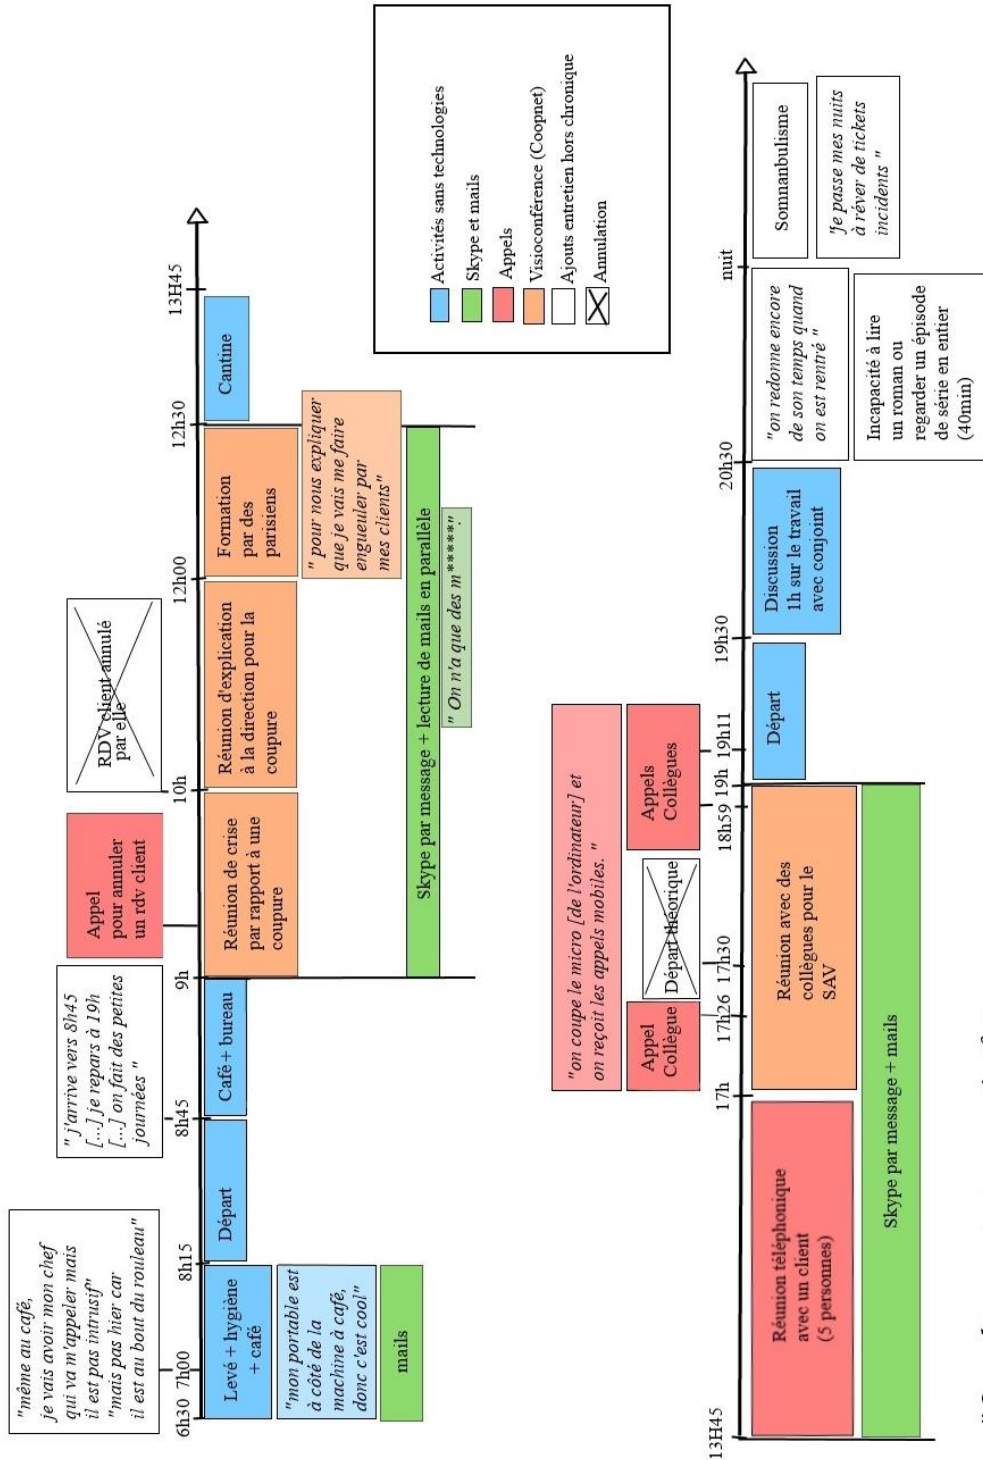 "même au café,
je vais avoir mon chef
qui va m'appeler mais
il est pas intrusif"
"mais pas hier car
il est au bout du rouleau"
" j'arrive vers 8h45
[...] je repars à 19h
[...] on fait des petites
journées "
Appel
pour annuler
un rdv client
RDV client annulé
par elle
6h30
7h00
8h15
8h45
9h
10h
12h00
12h30
13H45
Levé + hygiène
+ café
Départ
Café + bureau
Réunion de crise
par rapport à une
coupure
Réunion d'explication
à la direction pour la
coupure
Formation
par des
parisiens
Cantine
"mon portable est
à côté de la
machine à café,
donc c'est cool"
" pour nous expliquer
que je vais me faire
engueuler par
mes clients"
mails
Skype par message + lecture de mails en parallèle
" On n'a que des m*****".
Activités sans technologies
Skype et mails
Appels
Visioconférence (Coopnet)
Ajouts entretien hors chronique
Annulation
"on coupe le micro [de l'ordinateur] et
on reçoit les appels mobiles. "
Appel
Collègue
Départ théorique
Appels
Collègues
13H45
17h
17h26
17h30
18h59
19h
19h11
19h30
20h30
nuit
Réunion téléphonique
avec un client
(5 personnes)
Réunion avec des
collègues pour le
SAV
Départ
Discussion
1h sur le travail
avec conjoint
"on redonne encore
de son temps quand
on est rentré "
Somnanbulisme
Skype par message + mails
Incapacité à lire
un roman ou
regarder un épisode
de série en entier
(40min)
"je passe mes nuits
à rêver de tickets
incidents "